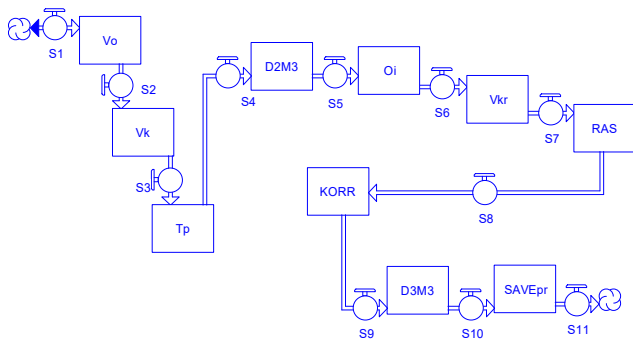 Vo
S1
S2
Vk
S3
Tp
S4
D2M3
S5
Oi
S6
Vkr
S7
RAS
S8
KORR
S9
D3M3
S10
SAVEpr
S11